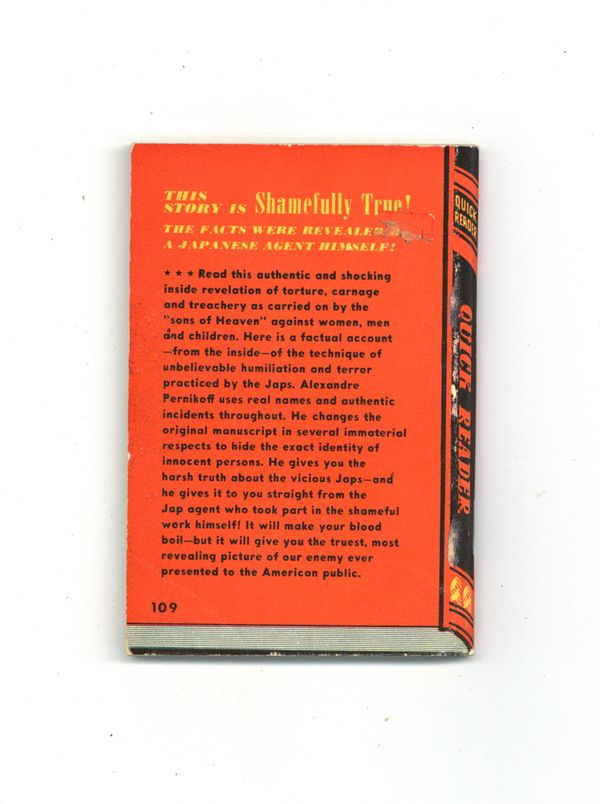 THIS
STORY IS Shamefully True!
THE FACTS WERE REVEALED
A JAPANESE AGENT HIMSELF!
★ ★ ★ Read this authentic and shocking
inside revelation of torture, carnage
and treachery as carried on by the
"sons of Heaven" against women, men
and children. Here is a factual account
—from the inside—of the technique of
unbelievable humiliation and terror
practiced by the Japs. Alexandre
Pernikoff uses real names and authentic
incidents throughout. He changes the
original manuscript in several immaterial
respects to hide the exact identity of
innocent persons. He gives you the
harsh truth about the vicious Japs—and
he gives it to you straight from the
Jap agent who took part in the shameful
work himself! It will make your blood
boil—but it will give you the truest, most
revealing picture of our enemy ever
presented to the American public.
109
QUICK
READER
QUICK READER